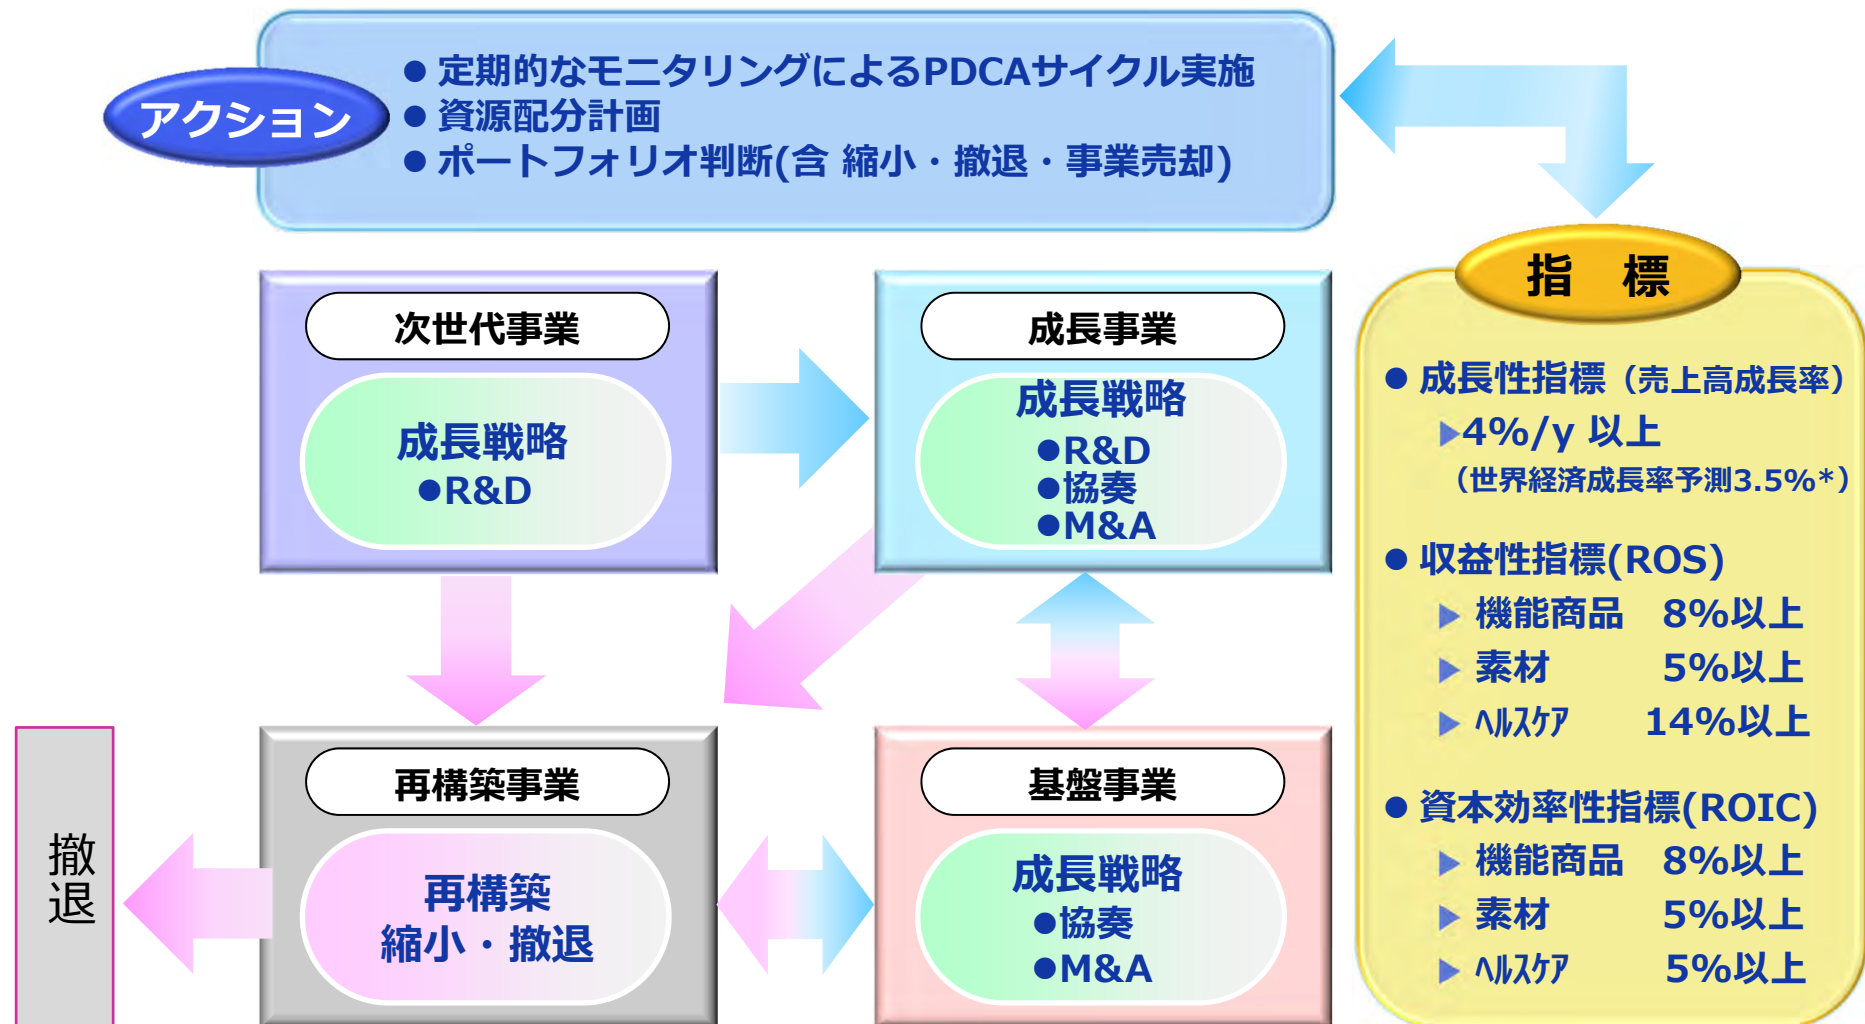 アクション
● 定期的なモニタリングによるPDCAサイクル実施
● 資源配分計画
● ポートフォリオ判断(含 縮小・撤退・事業売却)
次世代事業
成長戦略
●R&D
成長事業
成長戦略
●R&D
●協奏
●M&A
再構築事業
再構築
縮小・撤退
基盤事業
成長戦略
●協奏
●M&A
撤退
指 標
● 成長性指標（売上高成長率）
▶4%/y 以上
（世界経済成長率予測3.5%*）
● 収益性指標(ROS)
▶ 機能商品 8%以上
▶ 素材 5%以上
▶ ﾍﾙｽｹｱ 14%以上
● 資本効率性指標(ROIC)
▶ 機能商品 8%以上
▶ 素材 5%以上
▶ ﾍﾙｽｹｱ 5%以上